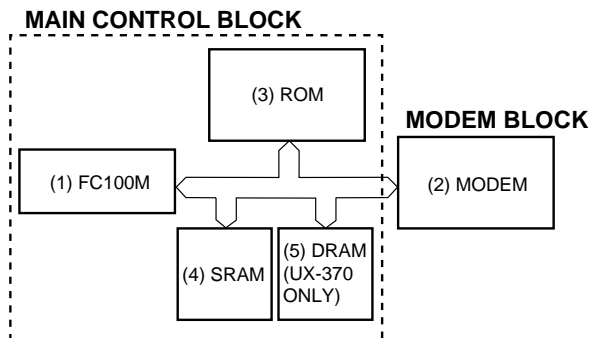 MAIN CONTROL BLOCK
(3) ROM
MODEM BLOCK
(1) FC100M
(2) MODEM
(4) SRAM
(5) DRAM
(UX-370
ONLY)